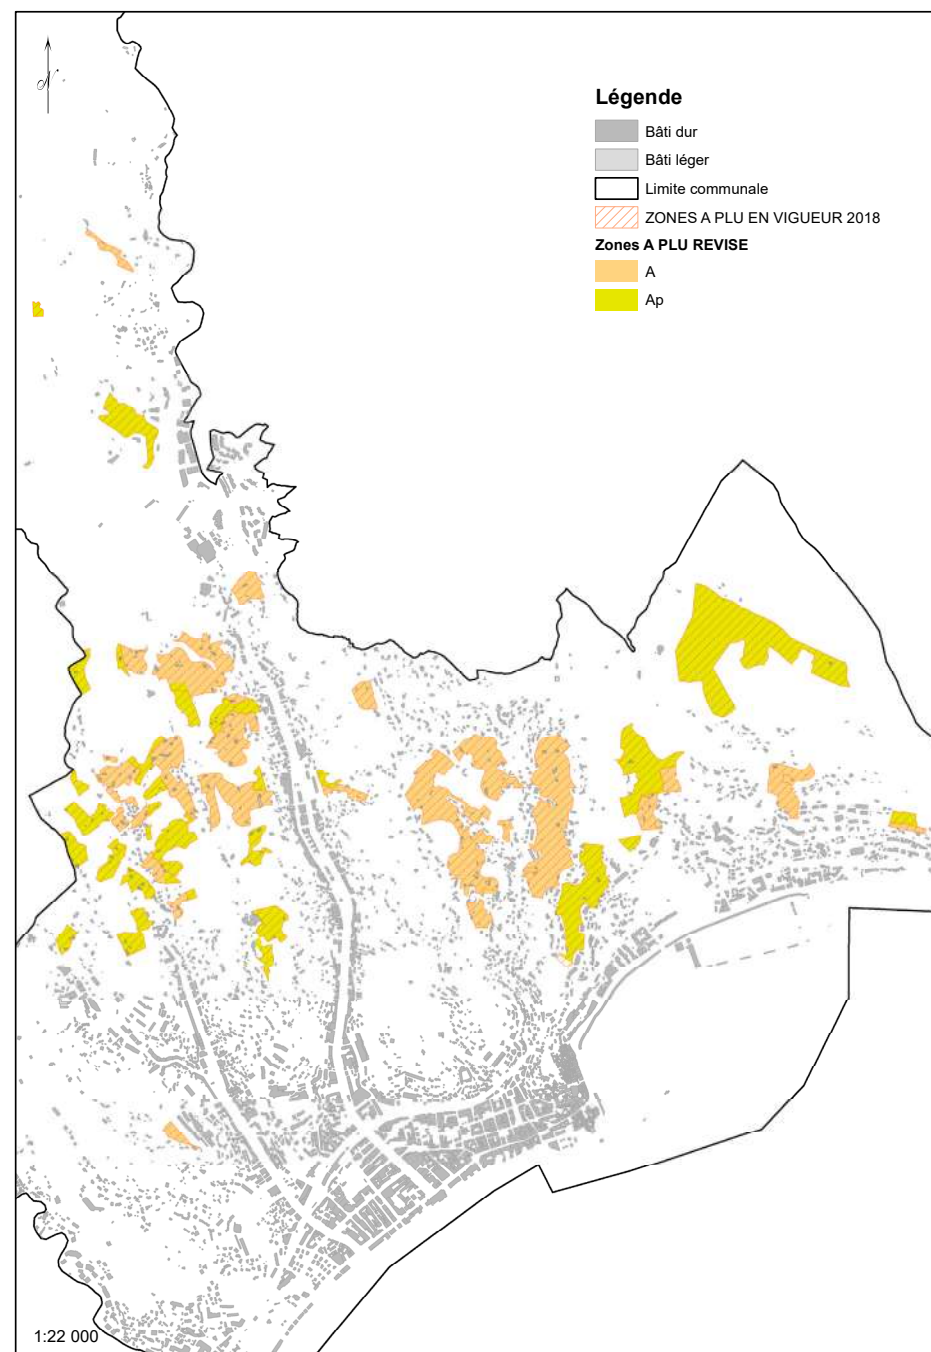 N
Légende
Bâti dur
Bâti léger
Limite communale
ZONES A PLU EN VIGUEUR 2018
Zones A PLU REVISE
A
Ap
1:22 000